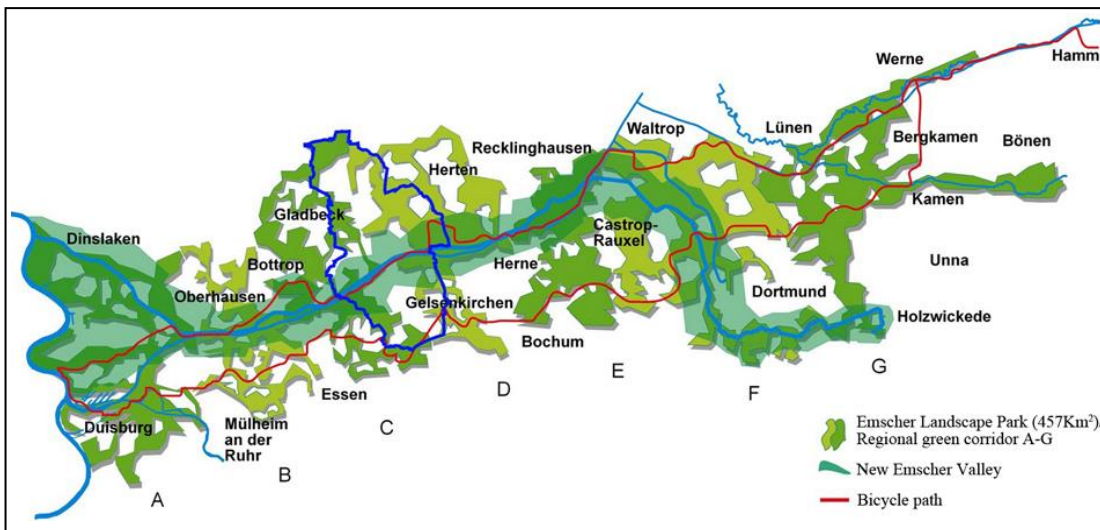 Werne
Hamm
Waltrop
Lünen
Recklinghausen
Bergkamen
Bönen
Herten
Gladbeck
Kamen
Castrop-
Rauxel
Dinslaken
Bottrop
Herne
Unna
Oberhausen
Gelsenkirchen
Dortmund
Holzwickede
Bochum
Essen
Mülheim
an der
Ruhr
Duisburg
A
B
C
D
E
F
G
Emscher Landscape Park (457Km²).
Regional green corridor A-G
New Emscher Valley
Bicycle path